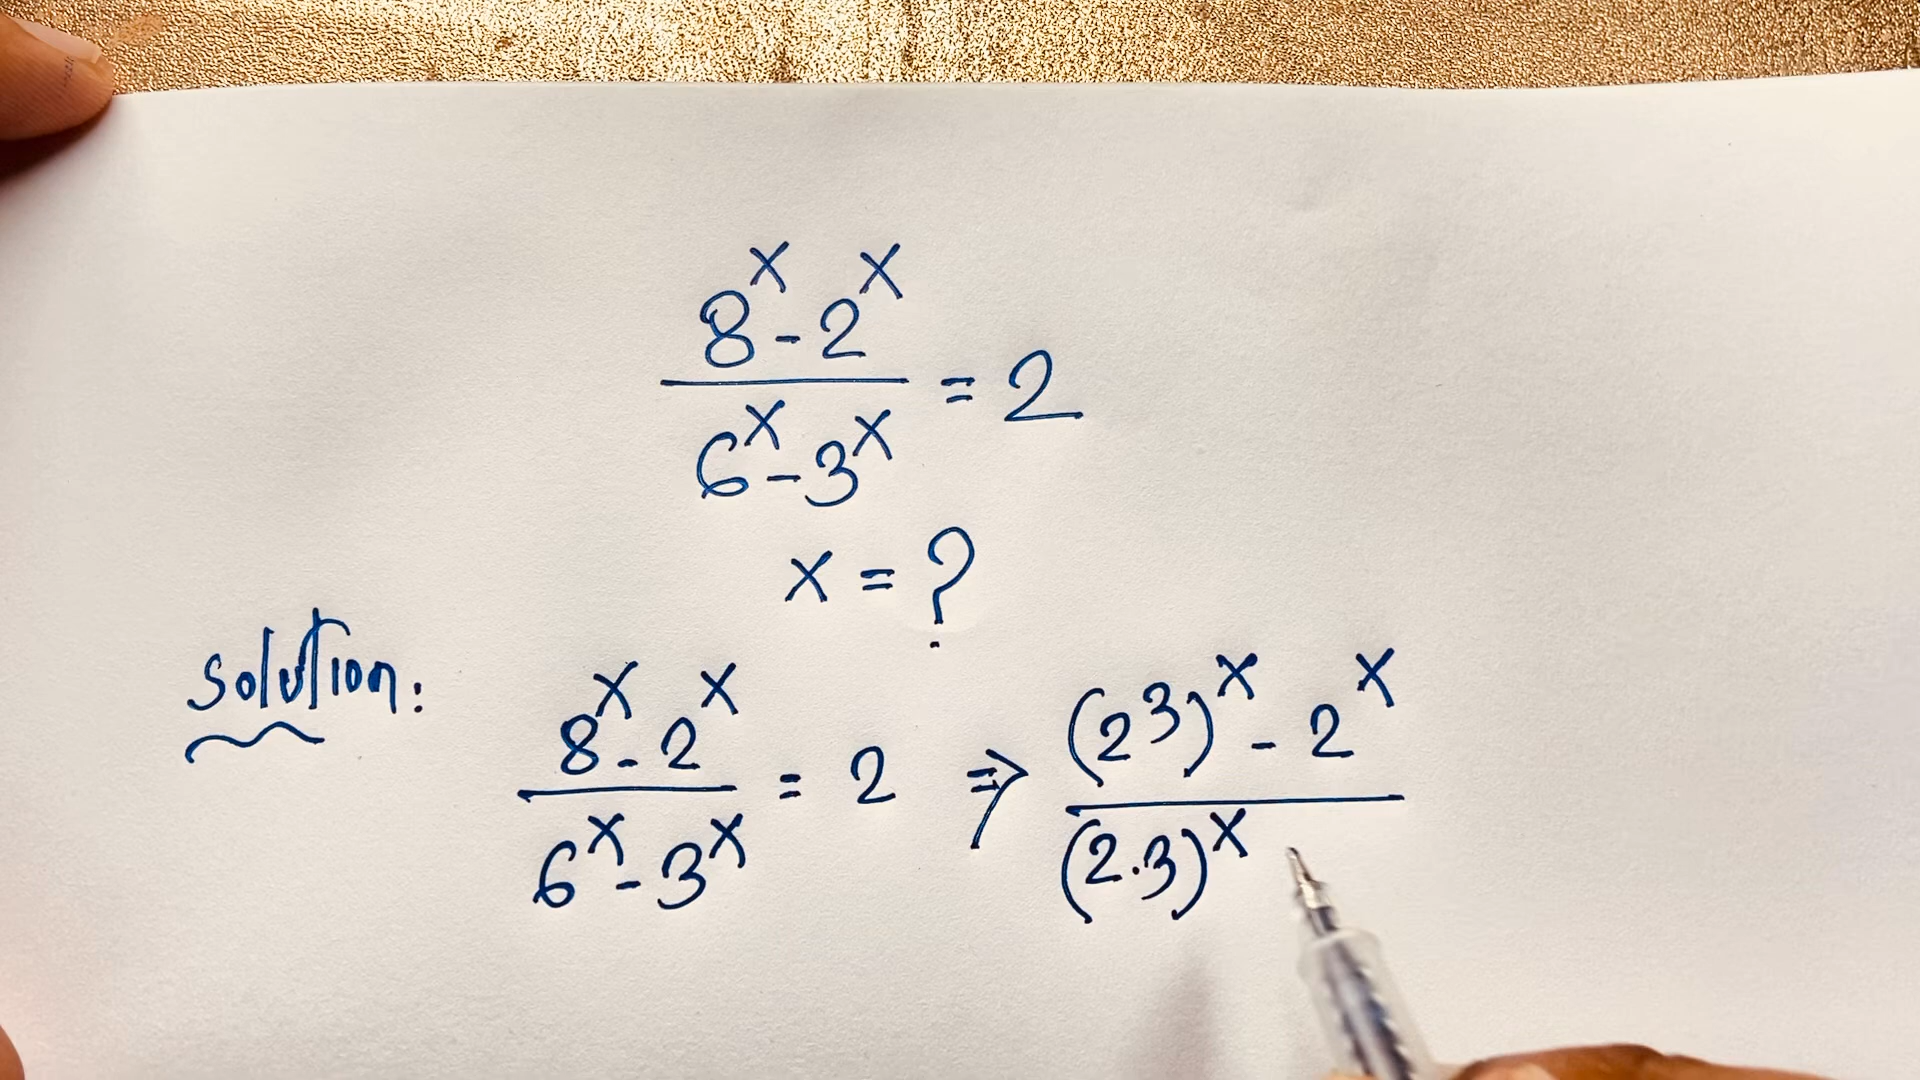 8^x - 2^x / 6^x - 3^x = 2
x = ?
Solution:
8^x - 2^x / 6^x - 3^x = 2 ⇒ (2^3)^x - 2^x / (2.3)^x